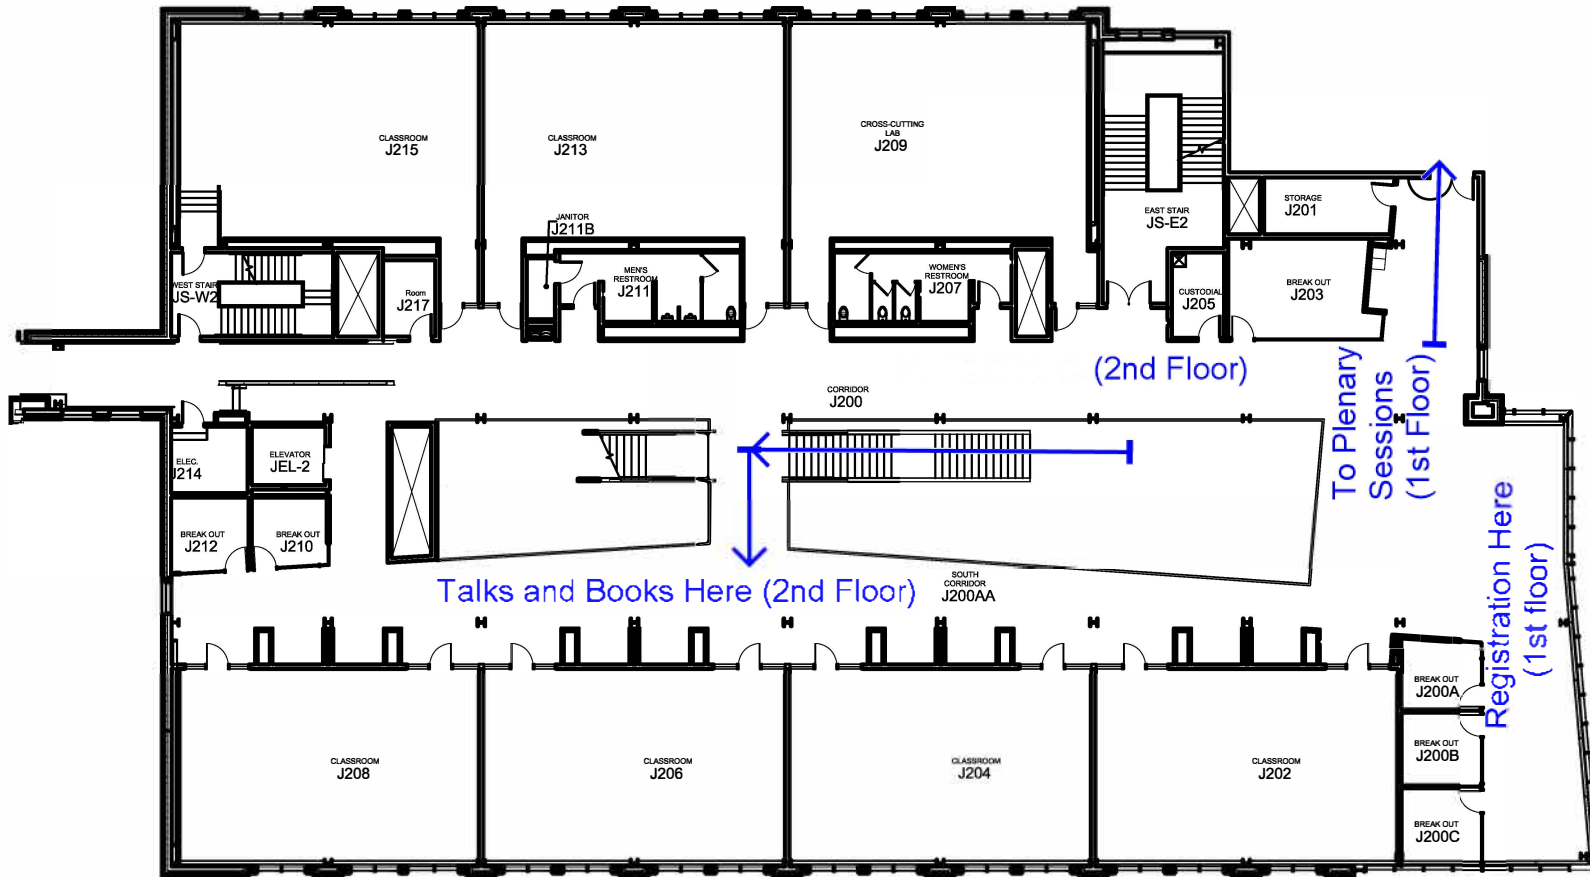 CLASSROOM
J215
CLASSROOM
J213
CROSS-CUTTING
LAB
J209
JANITOR
J211B
MEN'S
RESTROOM
J211
WOMEN'S
RESTROOM
J207
EAST STAIR
JS-E2
STORAGE
J201
CUSTODIAL
J205
BREAK OUT
J203
WEST STAIR
JS-W2
Room
J217
(2nd Floor)
To Plenary
Sessions
(1st Floor)
CORRIDOR
J200
ELEC.
J214
ELEVATOR
JEL-2
BREAK OUT
J212
BREAK OUT
J210
Talks and Books Here (2nd Floor)
SOUTH
CORRIDOR
J200AA
Registration Here
(1st floor)
CLASSROOM
J208
CLASSROOM
J206
CLASSROOM
J204
CLASSROOM
J202
BREAK OUT
J200A
BREAK OUT
J200B
BREAK OUT
J200C